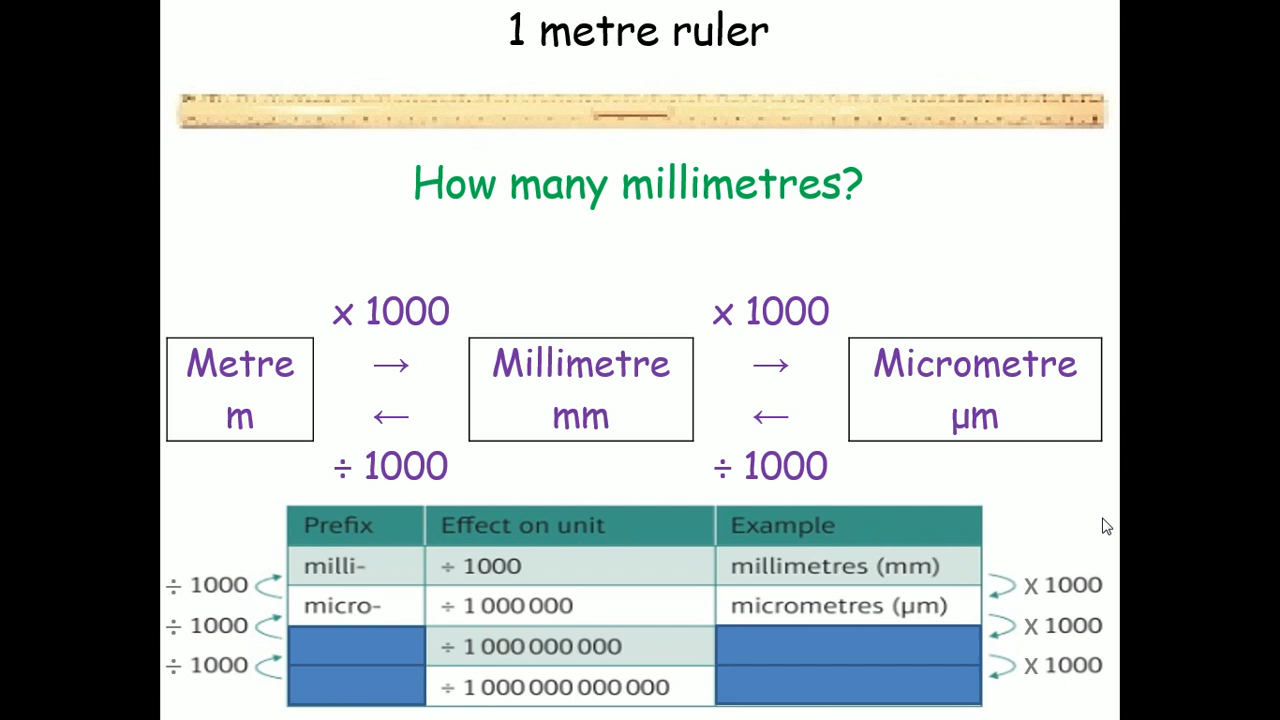 1 metre ruler
How many millimetres?
x 1000 x 1000
Metre → Millimetre → Micrometre
m ← mm ← µm
÷ 1000 ÷ 1000
Prefix Effect on unit Example
milli- ÷ 1000 millimetres (mm)
÷ 1000 X 1000
micro- ÷ 1 000 000 micrometres (µm)
÷ 1000 X 1000
÷ 1 000 000 000
÷ 1000 X 1000
÷ 1 000 000 000 000